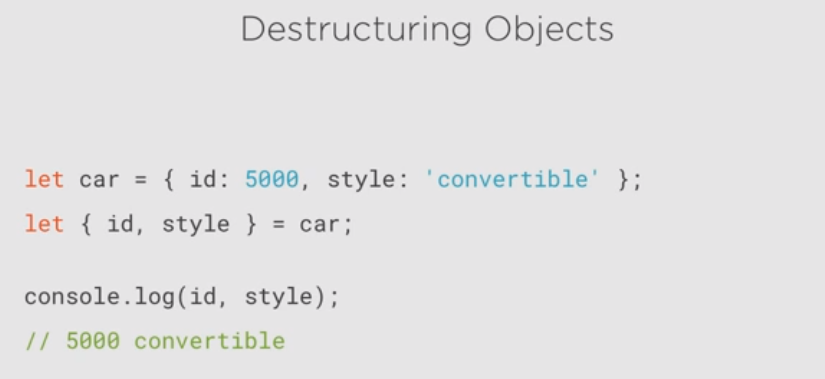 Destructuring Objects
let car = { id: 5000, style: 'convertible' };
let { id, style } = car;
console.log(id, style);
// 5000 convertible